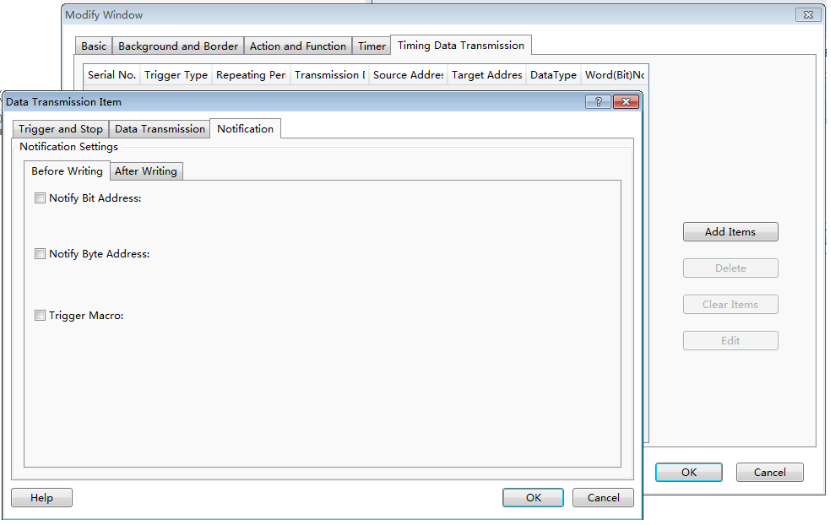 Modify Window
Basic Background and Border Action and Function Timer Timing Data Transmission
Serial No. Trigger Type Repeating Per Transmission I Source Addre: Target Addres DataType Word(Bit)Nc
Data Transmission Item
Trigger and Stop Data Transmission Notification
Notification Settings
Before Writing After Writing
Notify Bit Address:
Notify Byte Address:
Trigger Macro:
Add Items
Delete
Clear Items
Edit
OK Cancel
Help OK Cancel